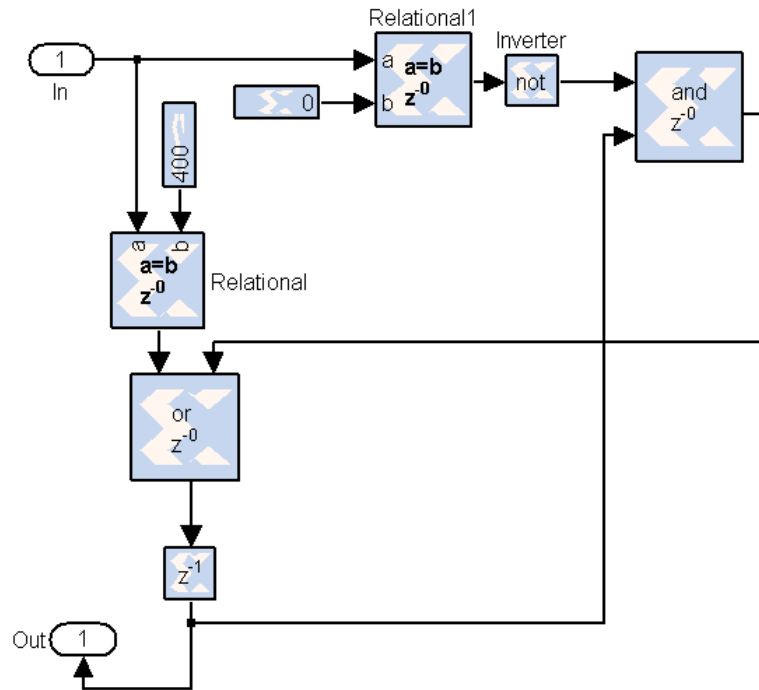 Relational1
1
In
a
b
a=b
z-0
Inverter
not
and
z-0
0
400
a
b
a=b
z-0
Relational
or
z-0
z-1
Out
1